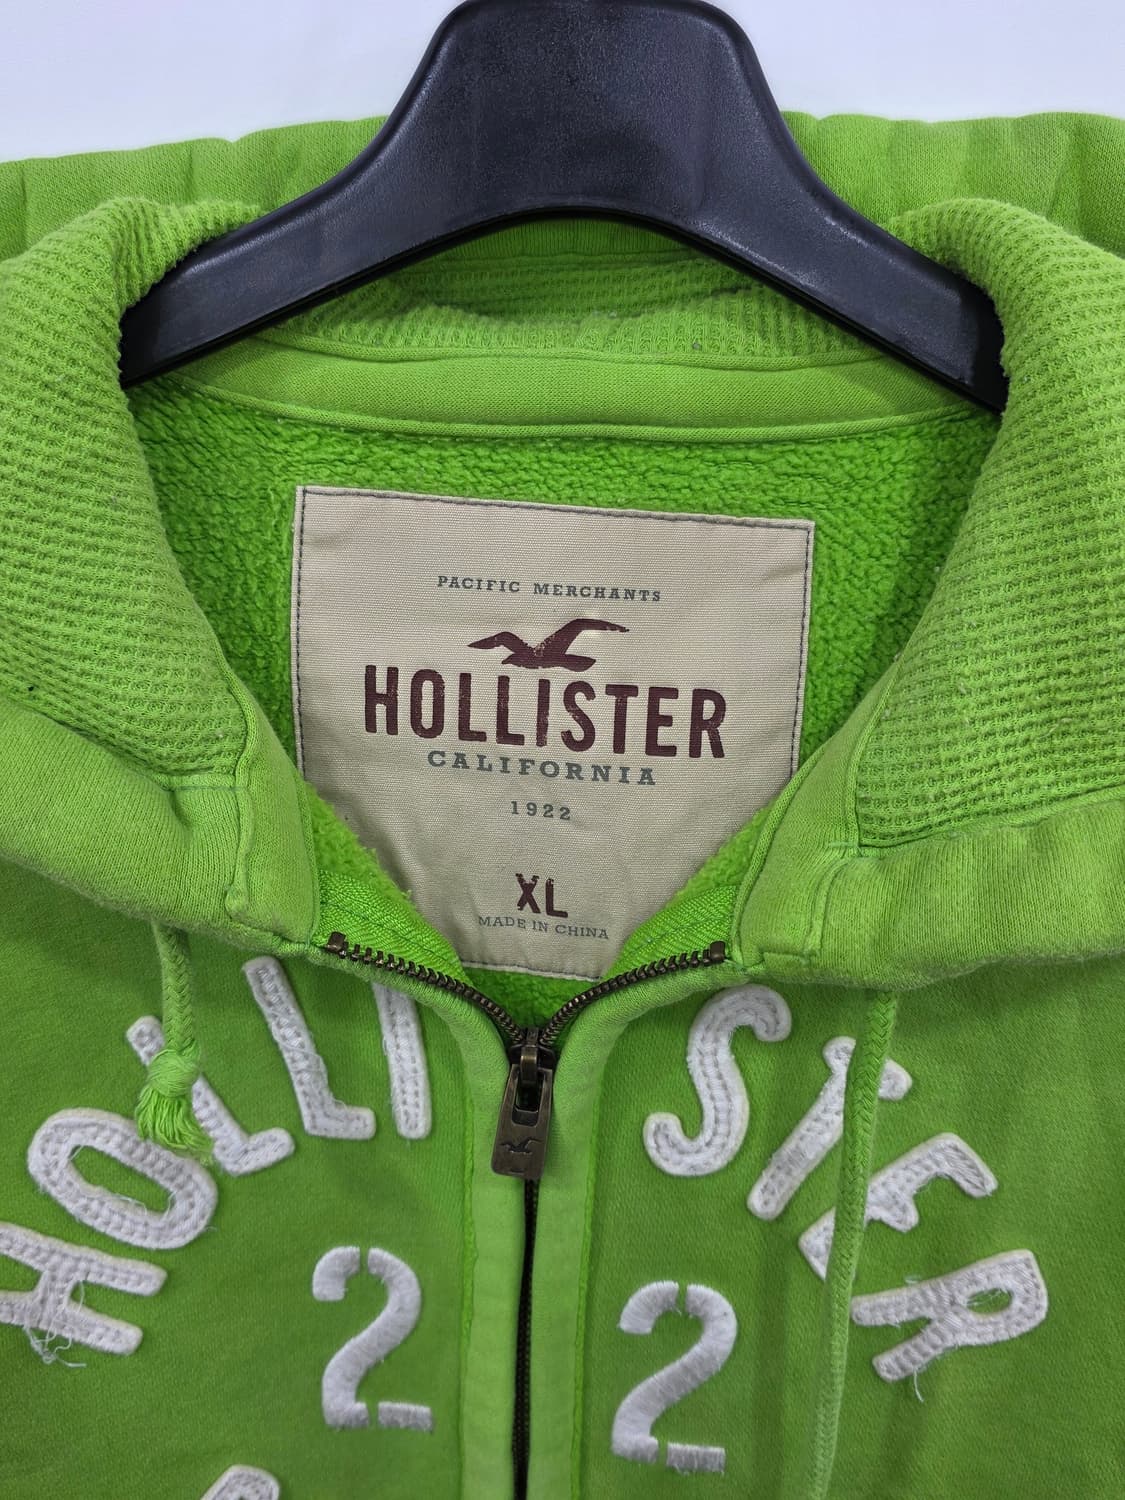 PACIFIC MERCHANTS
HOLLISTER
CALIFORNIA
1922
XL
MADE IN CHINA
HOLLISTER
22